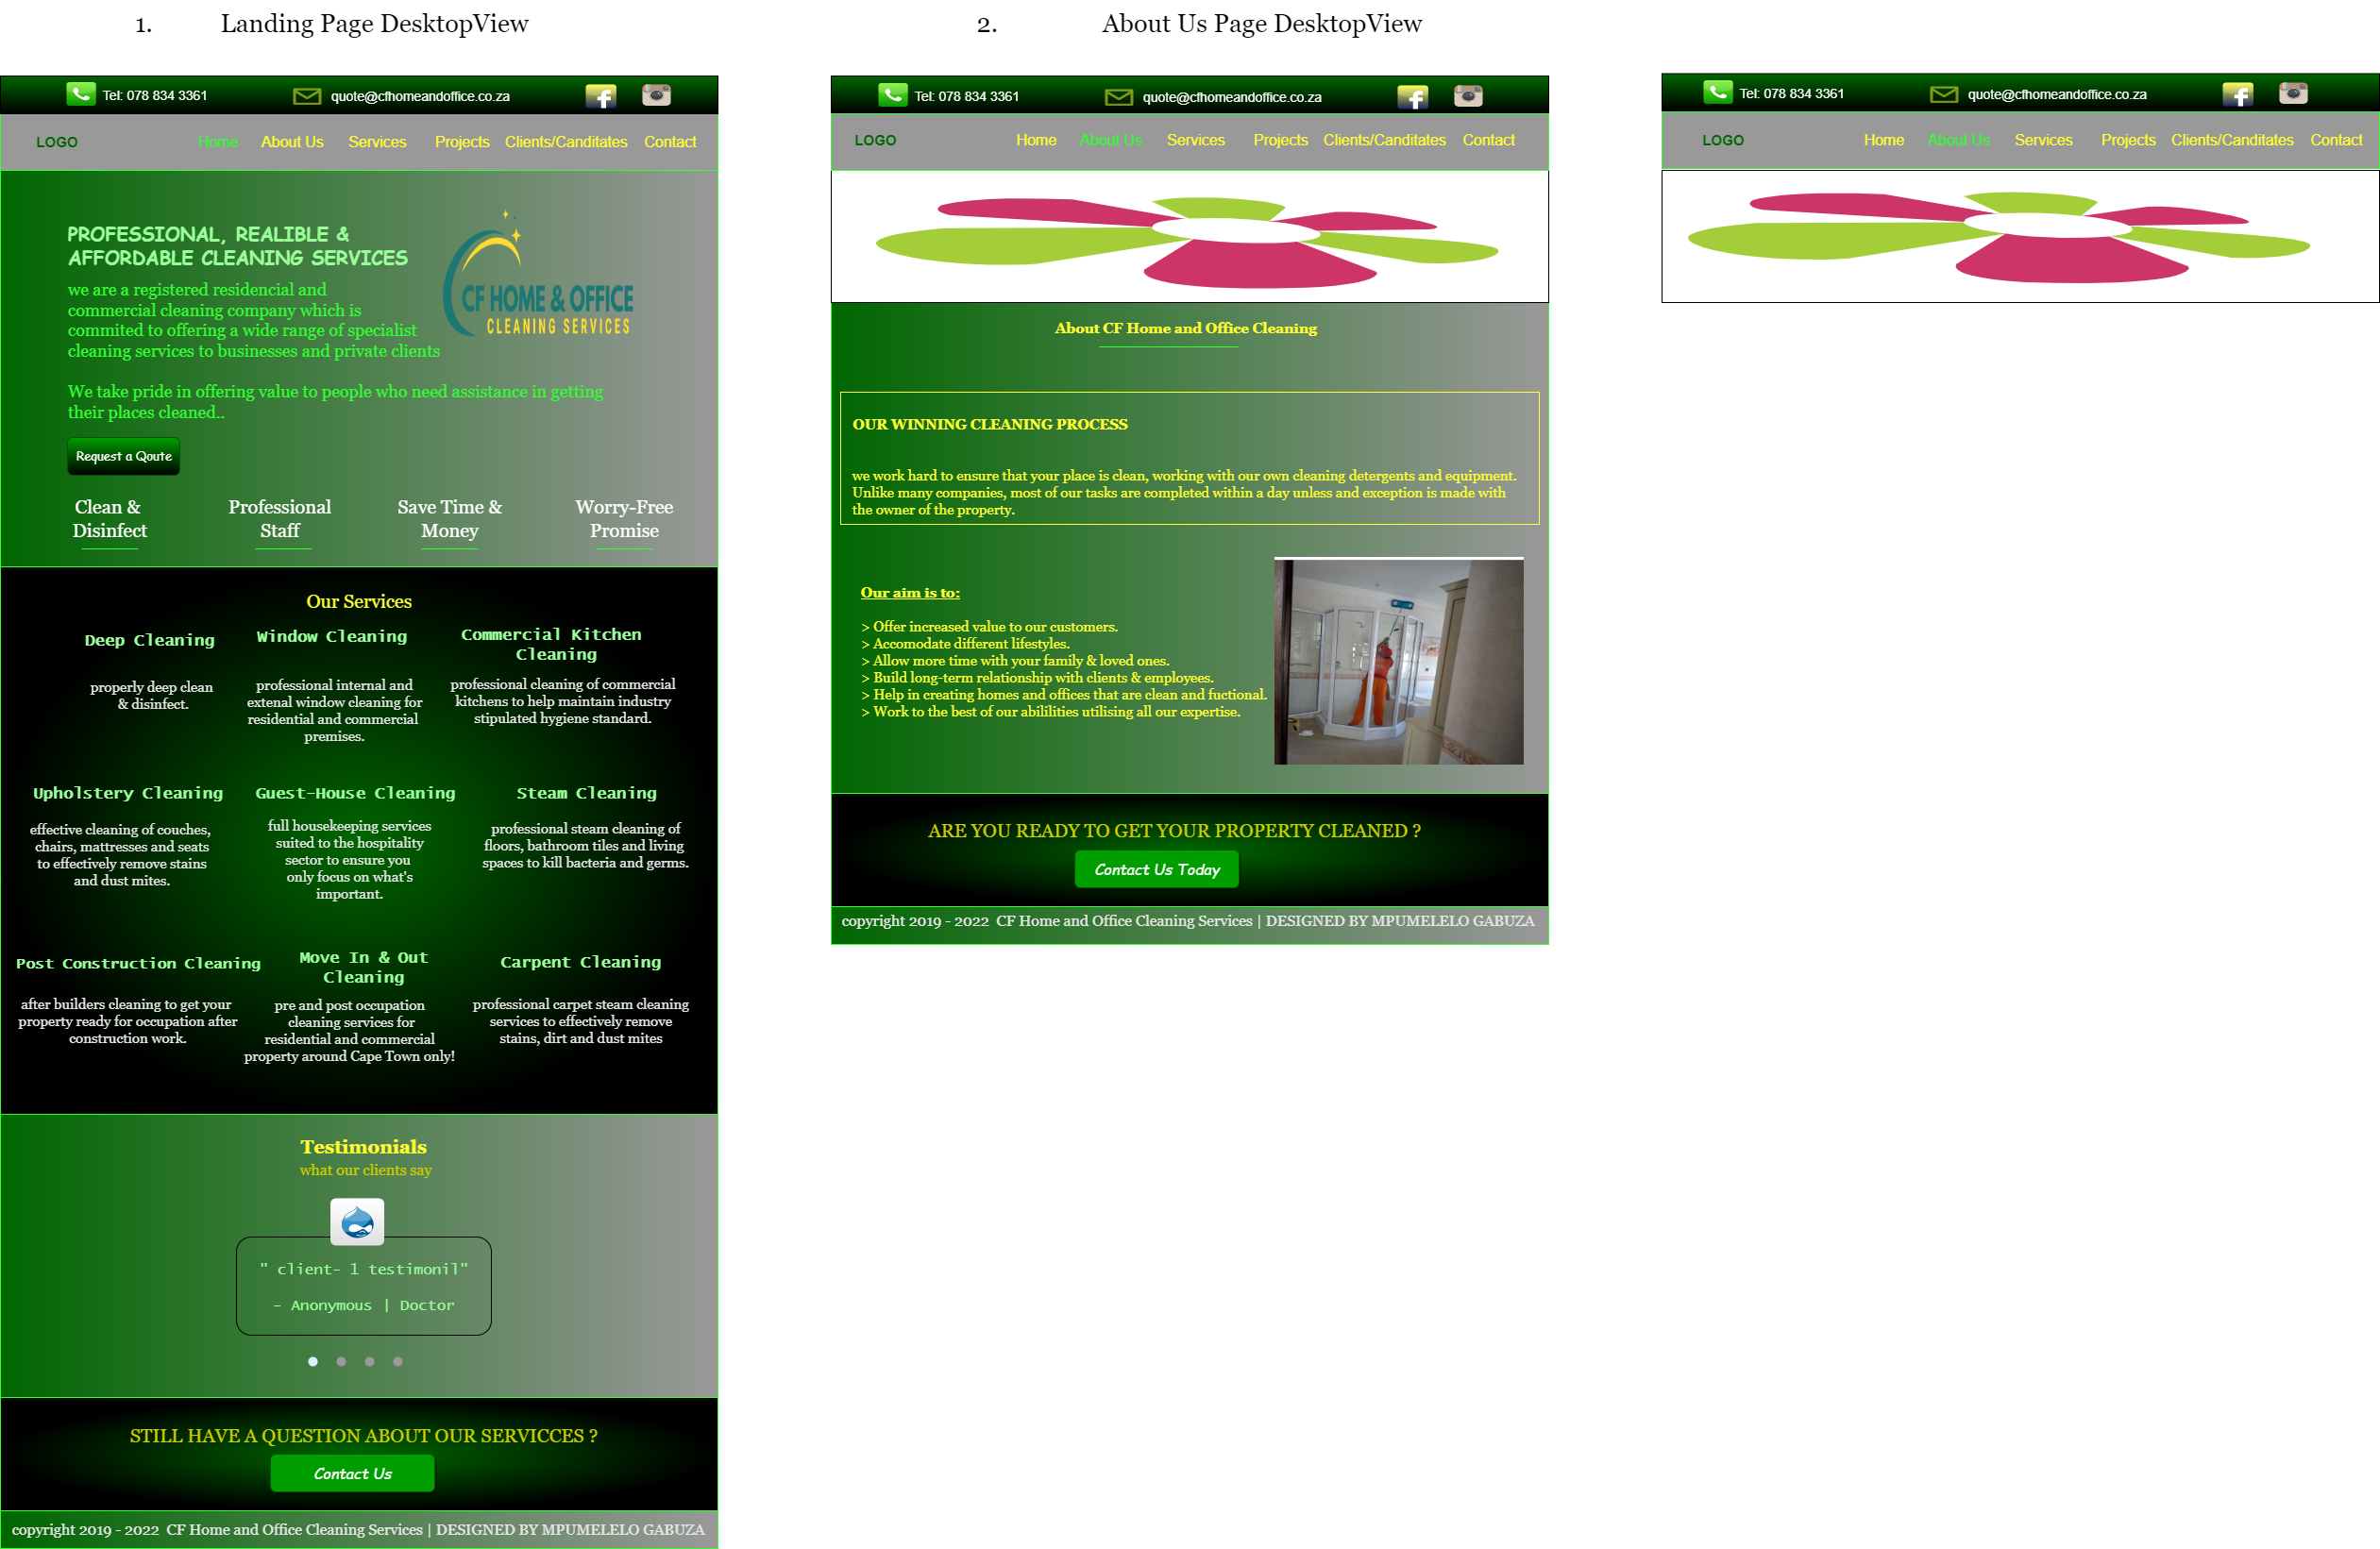 1. Landing Page DesktopView
Tel: 078 834 3361
quote@cfhomeandoffice.co.za
LOGO
Home
About Us
Services
Projects
Clients/Canditates
Contact
PROFESSIONAL, REALIBLE &
AFFORDABLE CLEANING SERVICES
CF HOME & OFFICE
CLEANING SERVICES
we are a registered residencial and
commercial cleaning company which is
commited to offering a wide range of specialist
cleaning services to businesses and private clients
We take pride in offering value to people who need assistance in getting
their places cleaned..
Request a Qoute
Clean &
Disinfect
Professional
Staff
Save Time &
Money
Worry-Free
Promise
Our Services
Deep Cleaning
properly deep clean
& disinfect.
Window Cleaning
professional internal and
extenal window cleaning for
residential and commercial
premises.
Commercial Kitchen
Cleaning
professional cleaning of commercial
kitchens to help maintain industry
stipulated hygiene standard.
Upholstery Cleaning
effective cleaning of couches,
chairs, mattresses and seats
to effectively remove stains
and dust mites.
Guest-House Cleaning
full housekeeping services
suited to the hospitality
sector to ensure you
only focus on what's
important.
Steam Cleaning
professional steam cleaning of
floors, bathroom tiles and living
spaces to kill bacteria and germs.
Post Construction Cleaning
after builders cleaning to get your
property ready for occupation after
construction work.
Move In & Out
Cleaning
pre and post occupation
cleaning services for
residential and commercial
property around Cape Town only!
Carpent Cleaning
professional carpet steam cleaning
services to effectively remove
stains, dirt and dust mites
Testimonials
what our clients say
" client- 1 testimonil"
- Anonymous | Doctor
STILL HAVE A QUESTION ABOUT OUR SERVICCES ?
Contact Us
copyright 2019 - 2022 CF Home and Office Cleaning Services | DESIGNED BY MPUMELELO GABUZA
2. About Us Page DesktopView
Tel: 078 834 3361
quote@cfhomeandoffice.co.za
LOGO
Home
About Us
Services
Projects
Clients/Canditates
Contact
About CF Home and Office Cleaning
OUR WINNING CLEANING PROCESS
we work hard to ensure that your place is clean, working with our own cleaning detergents and equipment.
Unlike many companies, most of our tasks are completed within a day unless and exception is made with
the owner of the property.
Our aim is to:
> Offer increased value to our customers.
> Accomodate different lifestyles.
> Allow more time with your family & loved ones.
> Build long-term relationship with clients & employees.
> Help in creating homes and offices that are clean and fuctional.
> Work to the best of our abililities utilising all our expertise.
ARE YOU READY TO GET YOUR PROPERTY CLEANED ?
Contact Us Today
copyright 2019 - 2022 CF Home and Office Cleaning Services | DESIGNED BY MPUMELELO GABUZA
Tel: 078 834 3361
quote@cfhomeandoffice.co.za
LOGO
Home
About Us
Services
Projects
Clients/Canditates
Contact